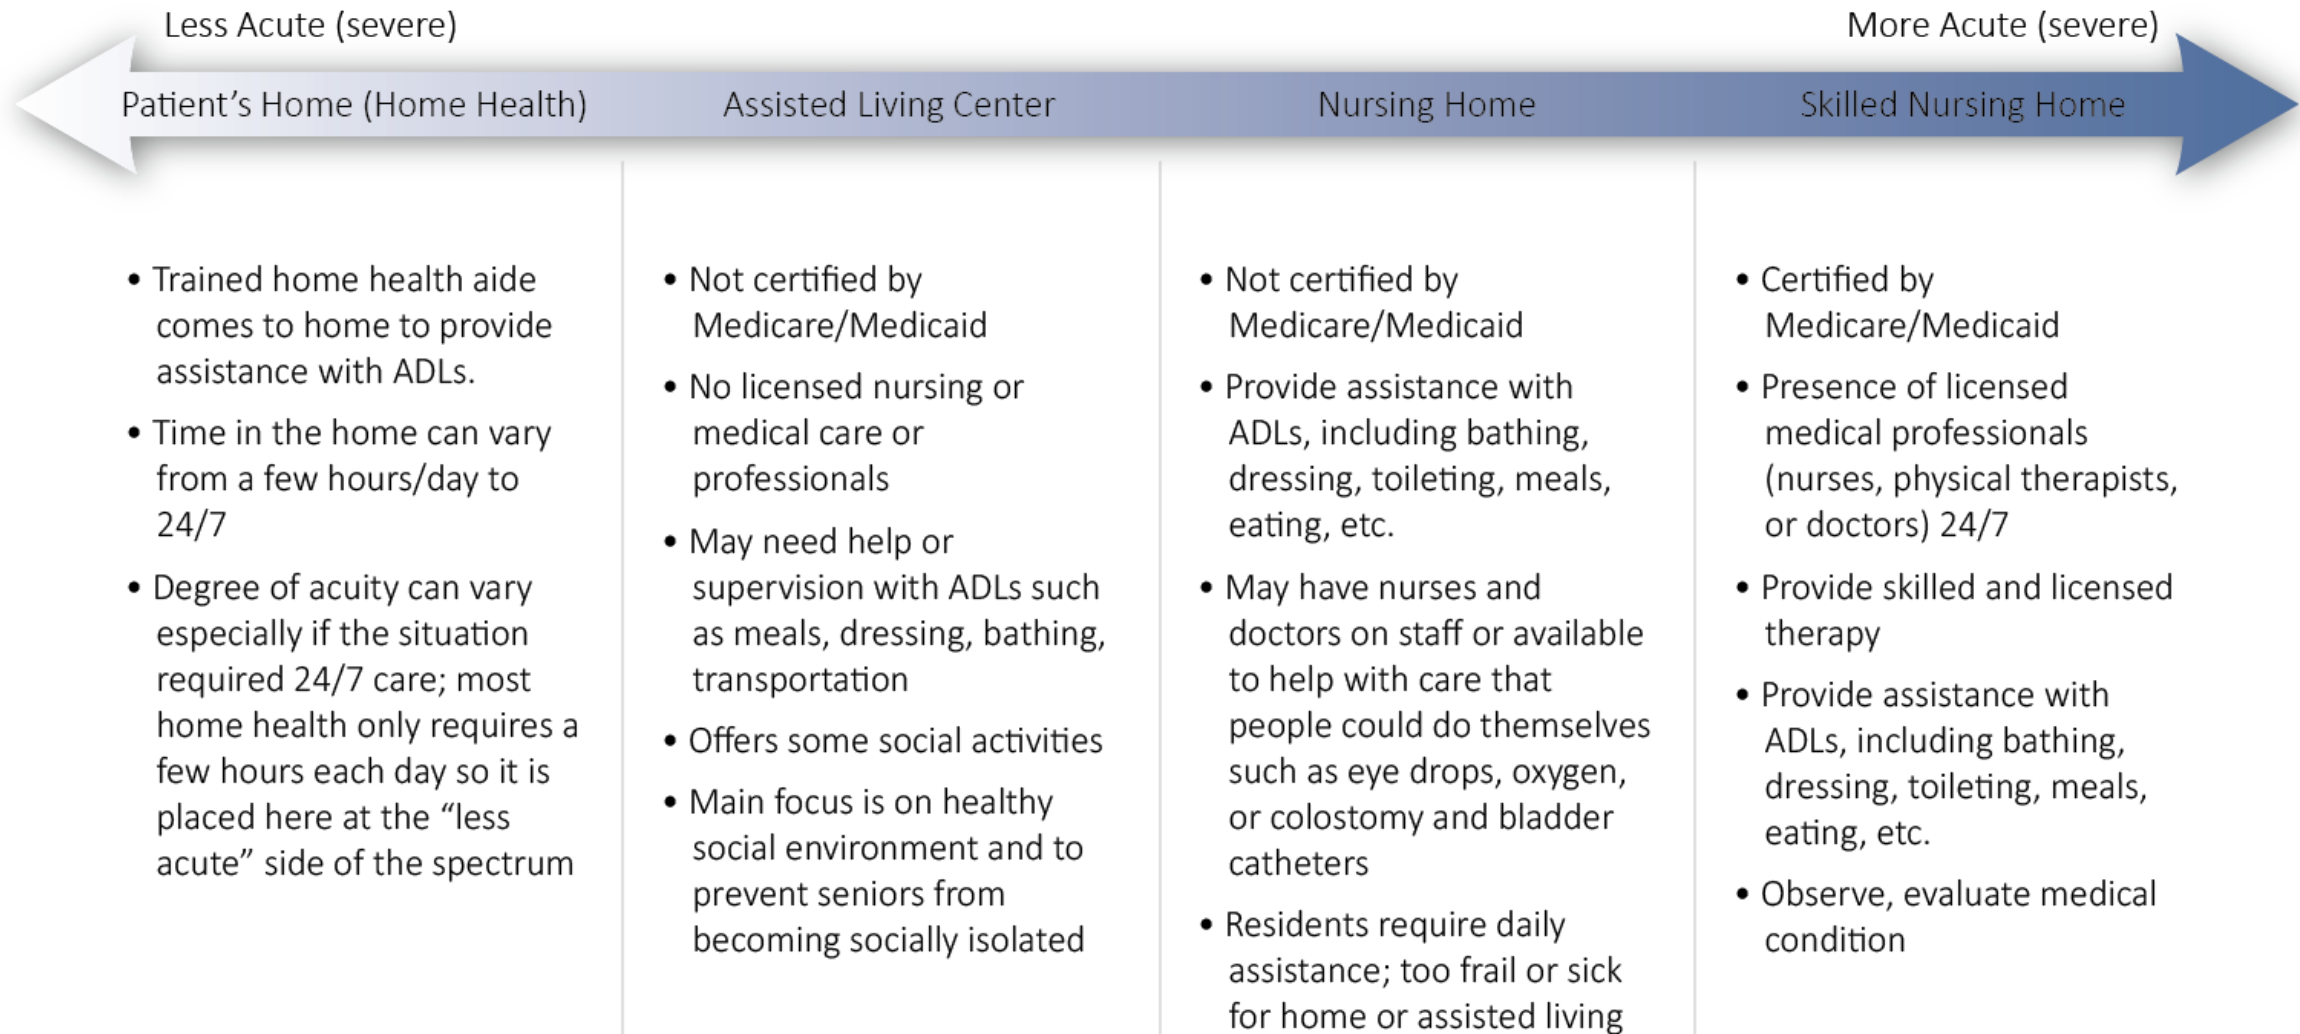 Less Acute (severe)
More Acute (severe)
Patient’s Home (Home Health)
Assisted Living Center
Nursing Home
Skilled Nursing Home
• Trained home health aide
comes to home to provide
assistance with ADLs.
• Time in the home can vary
from a few hours/day to
24/7
• Degree of acuity can vary
especially if the situation
required 24/7 care; most
home health only requires a
few hours each day so it is
placed here at the “less
acute” side of the spectrum
• Not certified by
Medicare/Medicaid
• No licensed nursing or
medical care or
professionals
• May need help or
supervision with ADLs such
as meals, dressing, bathing,
transportation
• Offers some social activities
• Main focus is on healthy
social environment and to
prevent seniors from
becoming socially isolated
• Not certified by
Medicare/Medicaid
• Provide assistance with
ADLs, including bathing,
dressing, toileting, meals,
eating, etc.
• May have nurses and
doctors on staff or available
to help with care that
people could do themselves
such as eye drops, oxygen,
or colostomy and bladder
catheters
• Residents require daily
assistance; too frail or sick
for home or assisted living
• Certified by
Medicare/Medicaid
• Presence of licensed
medical professionals
(nurses, physical therapists,
or doctors) 24/7
• Provide skilled and licensed
therapy
• Provide assistance with
ADLs, including bathing,
dressing, toileting, meals,
eating, etc.
• Observe, evaluate medical
condition